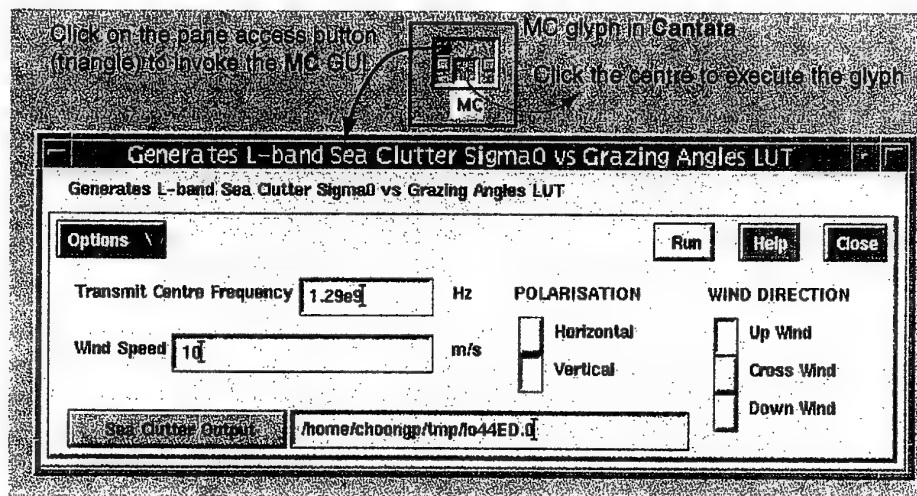 Click on the pane access button
(triangle) to invoke the MC GUI
MC glyph in Cantata
Click the centre to execute the glyph
MC
Generates L-band Sea Clutter Sigma0 vs Grazing Angles LUT
Generates L-band Sea Clutter Sigma0 vs Grazing Angles LUT
Options
Run
Help
Close
Transmit Centre Frequency
1.29e9
Hz
POLARISATION
WIND DIRECTION
Horizontal
Up Wind
Wind Speed
10
m/s
Vertical
Cross Wind
Down Wind
Sea Clutter Output
/home/choongp/tmp/io44ED.0